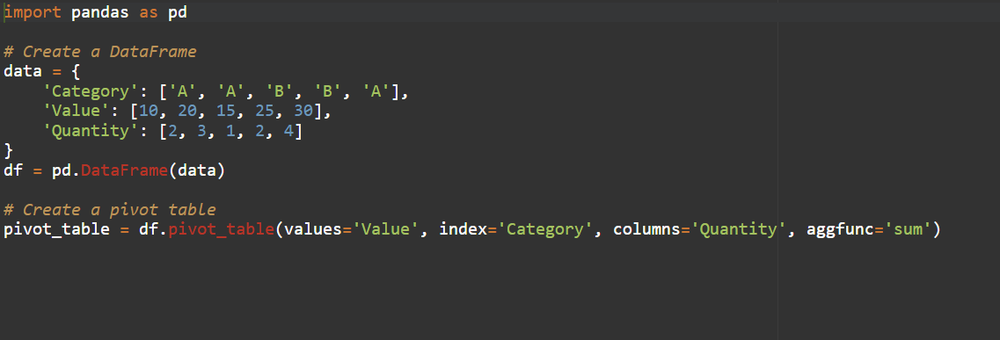 import pandas as pd
# Create a DataFrame
data = {
    'Category': ['A', 'A', 'B', 'B', 'A'],
    'Value': [10, 20, 15, 25, 30],
    'Quantity': [2, 3, 1, 2, 4]
}
df = pd.DataFrame(data)
# Create a pivot table
pivot_table = df.pivot_table(values='Value', index='Category', columns='Quantity', aggfunc='sum')